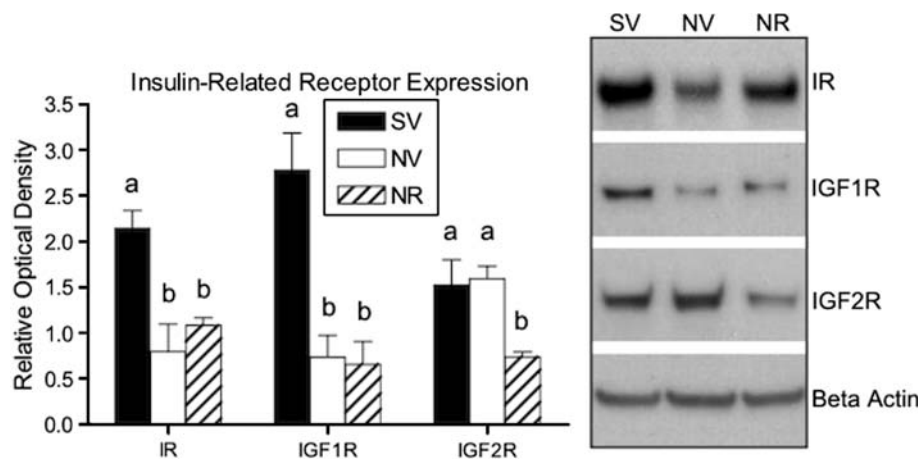 Insulin-Related Receptor Expression
Relative Optical Density
3.5
3.0
2.5
2.0
1.5
1.0
0.5
0.0
SV
NV
NR
a
b
b
a
b
b
a
a
b
IR
IGF1R
IGF2R
SV NV NR
IR
IGF1R
IGF2R
Beta Actin